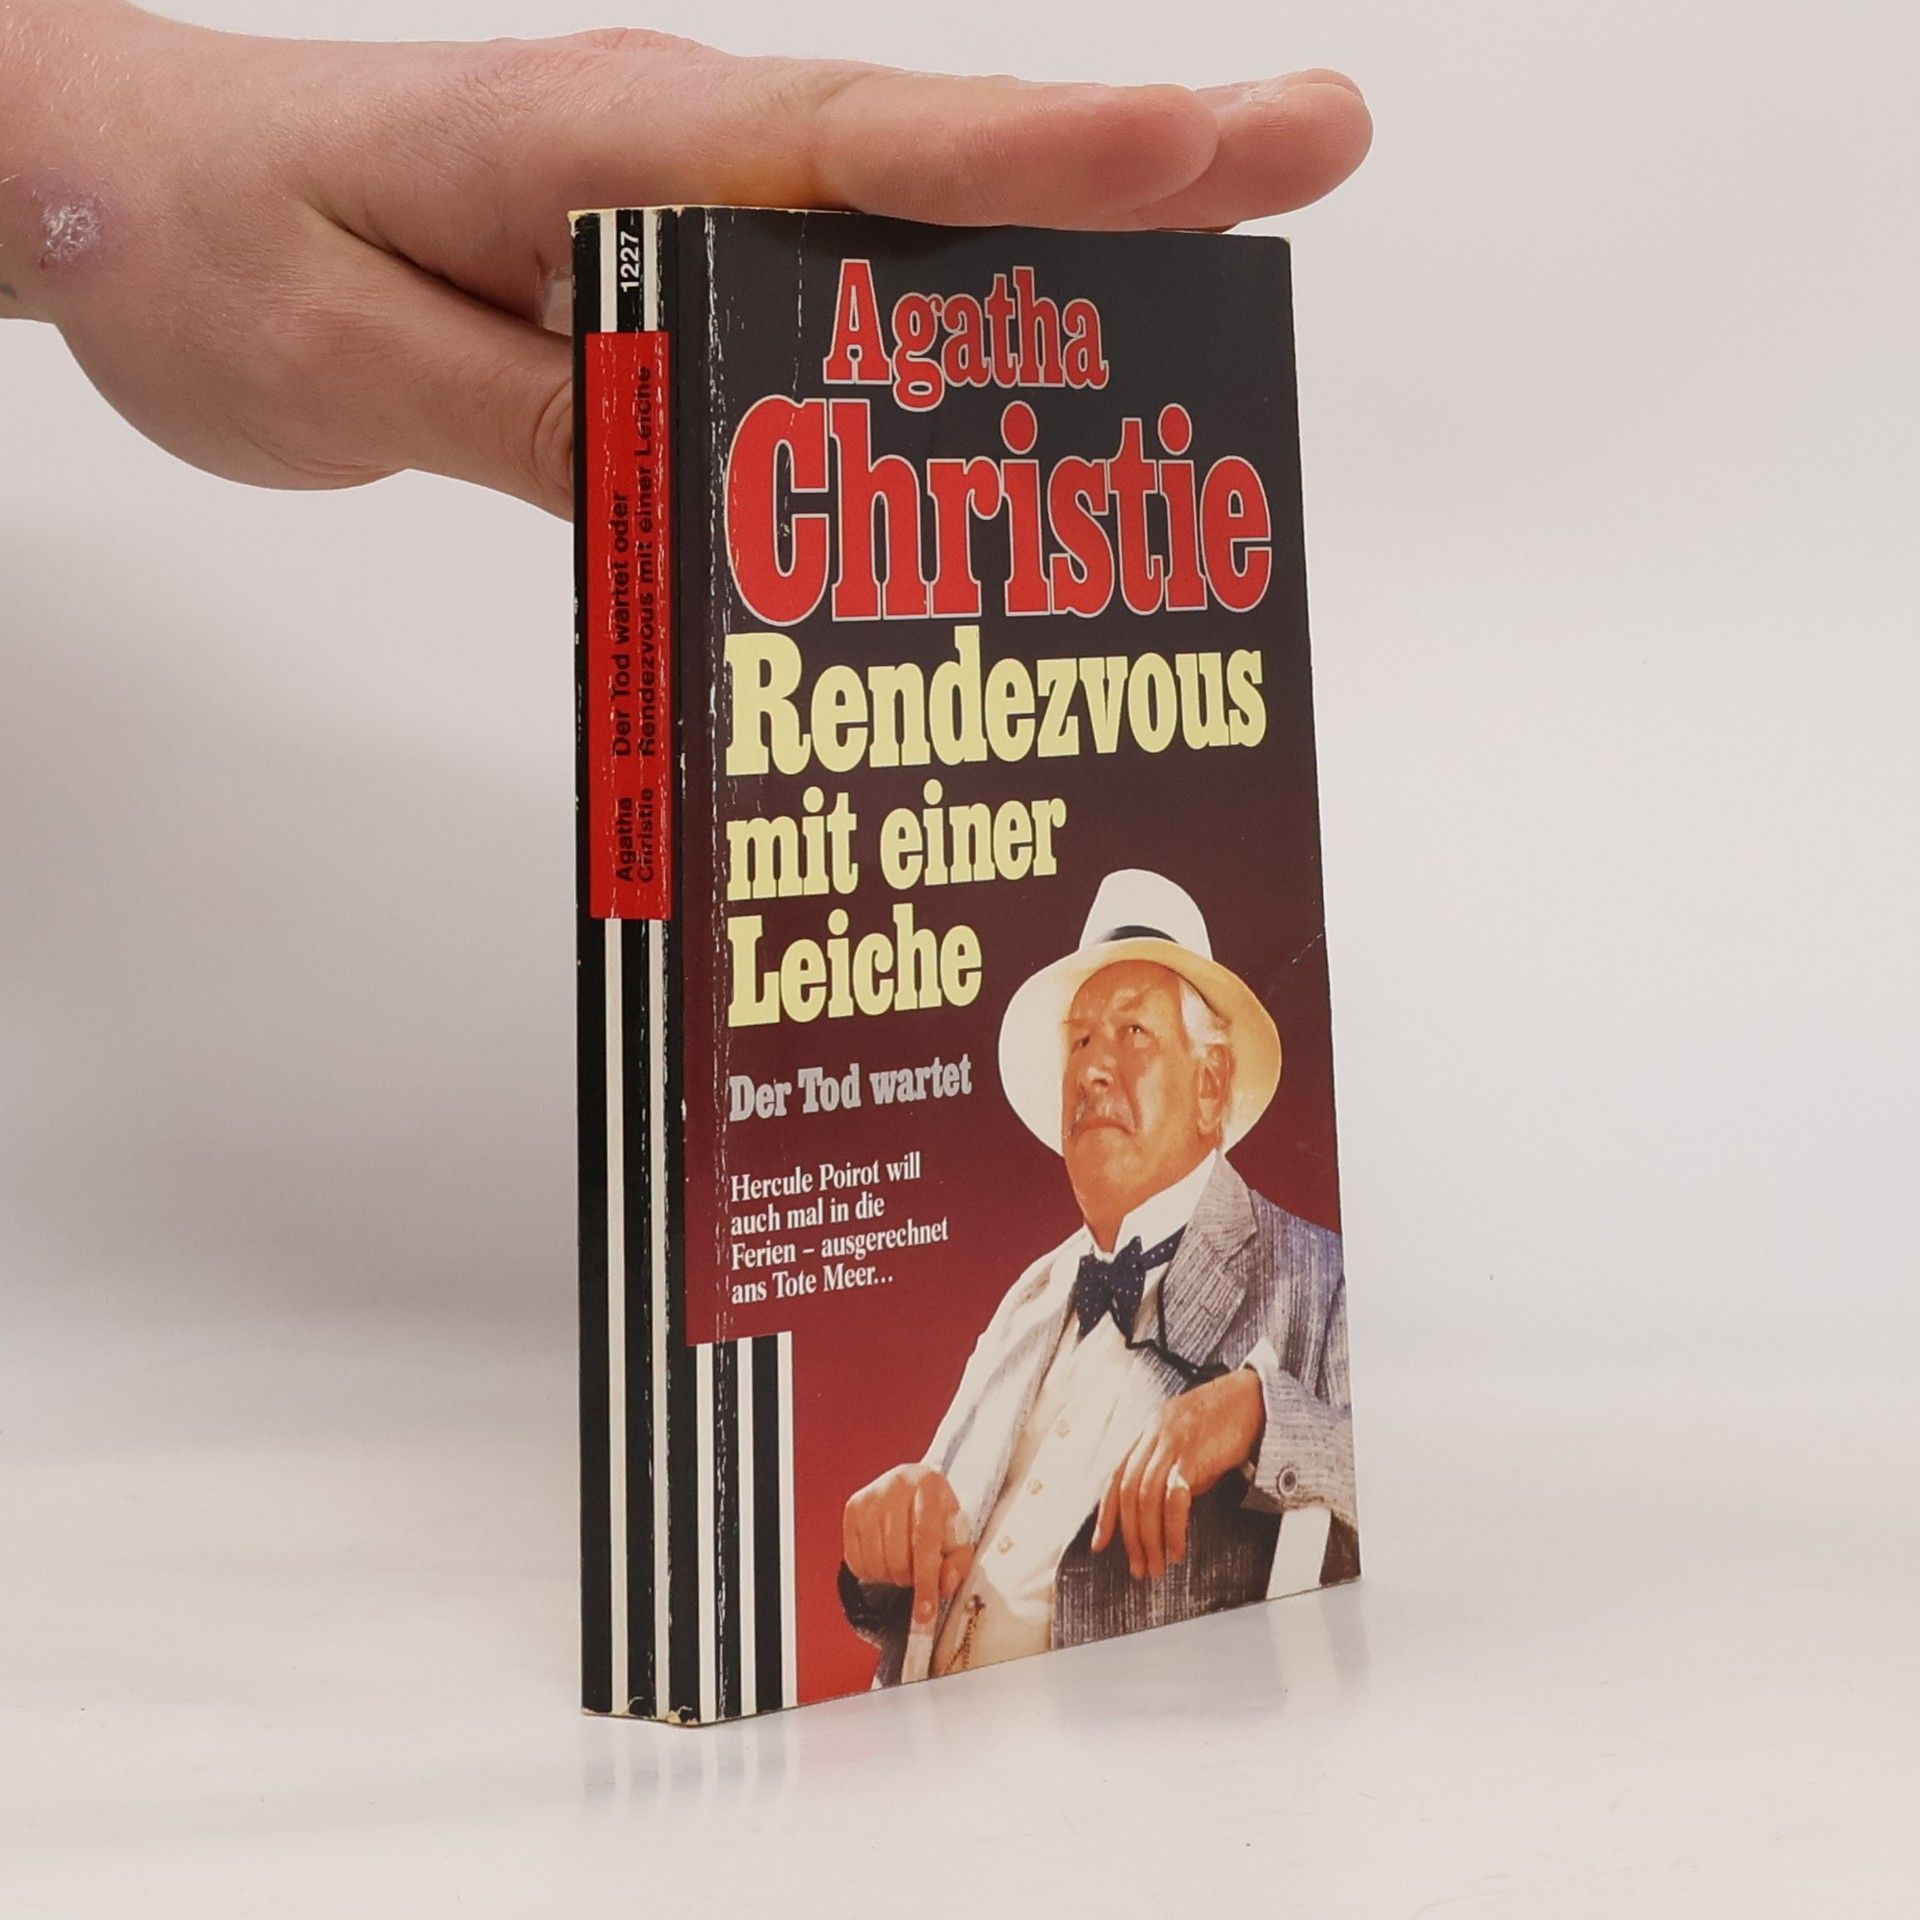 1227
Agatha Christie
Der Tod wartet oder
Rendezvous mit einer Leiche
Agatha
Christie
Rendezvous
mit einer
Leiche
Der Tod wartet
Hercule Poirot will
auch mal in die
Ferien – ausgerechnet
ans Tote Meer...